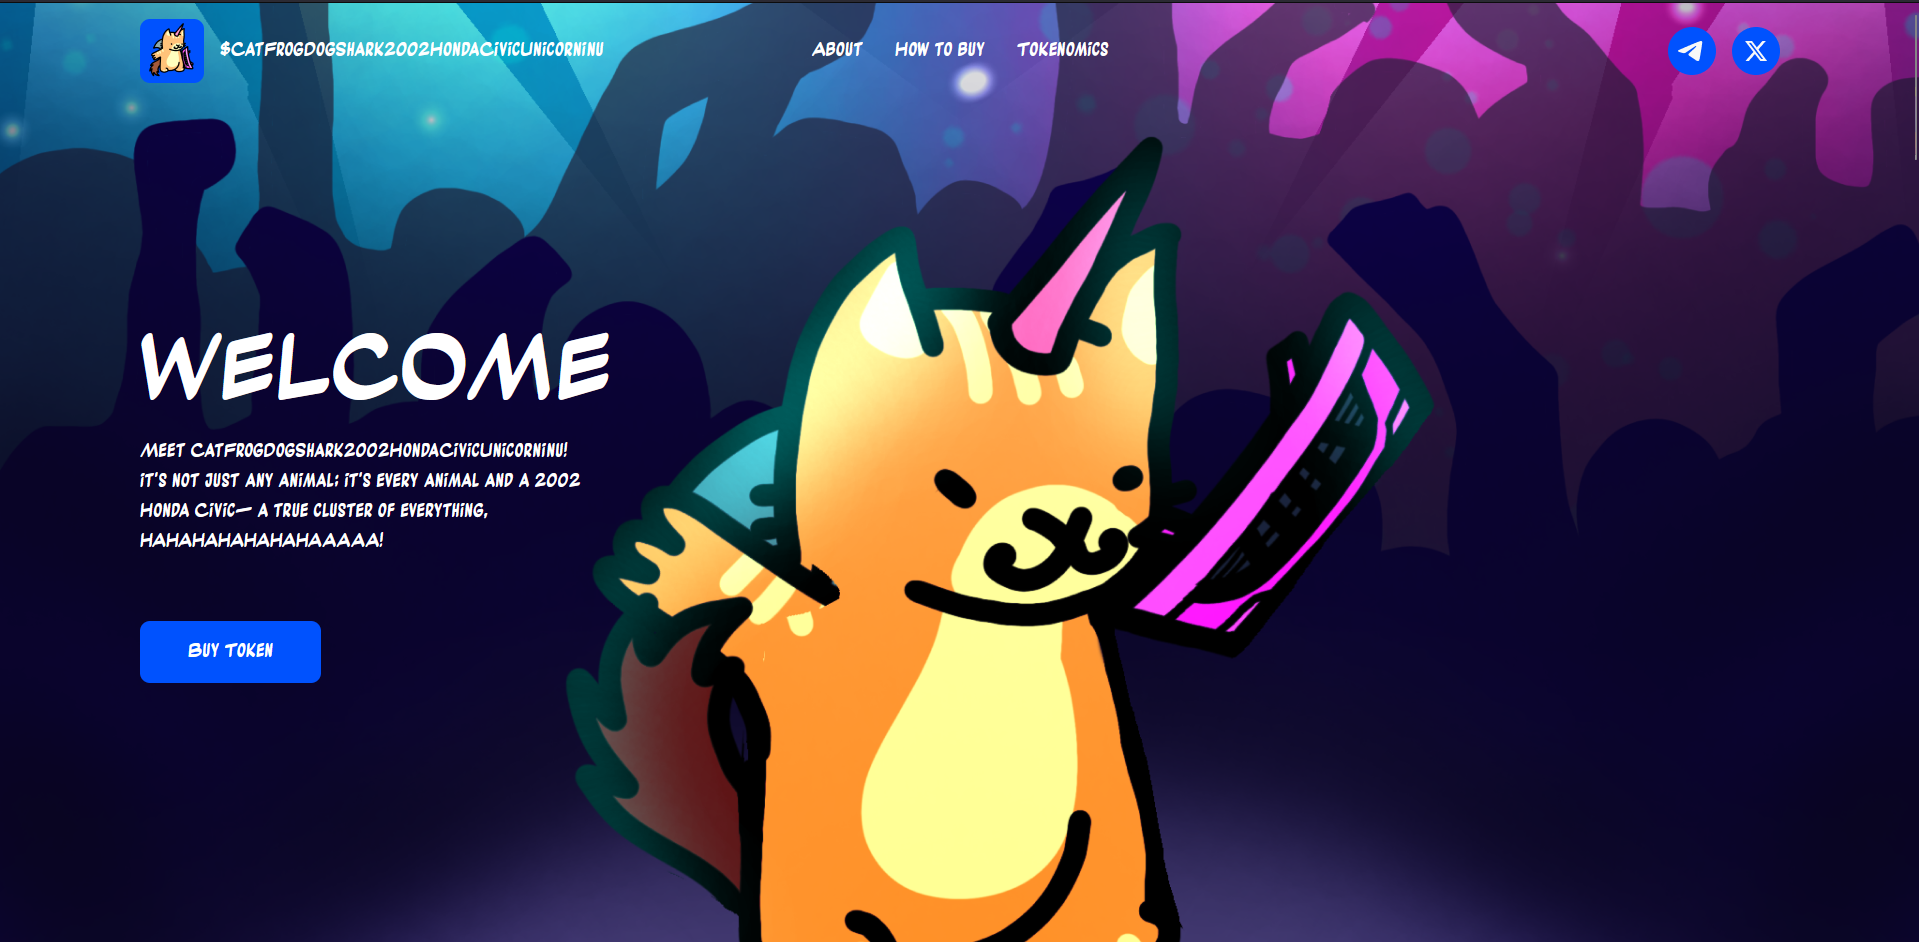 $CATFROGDOGSHARK2002HONDACIVICUNICORNINU
ABOUT
HOW TO BUY
TOKENOMICS
WELCOME
MEET CATFROGDOGSHARK2002HONDACIVICUNICORNINU!
IT'S NOT JUST ANY ANIMAL; IT'S EVERY ANIMAL AND A 2002
HONDA CIVIC— A TRUE CLUSTER OF EVERYTHING,
HAHAHAHAHAHAHAAAAA!
BUY TOKEN